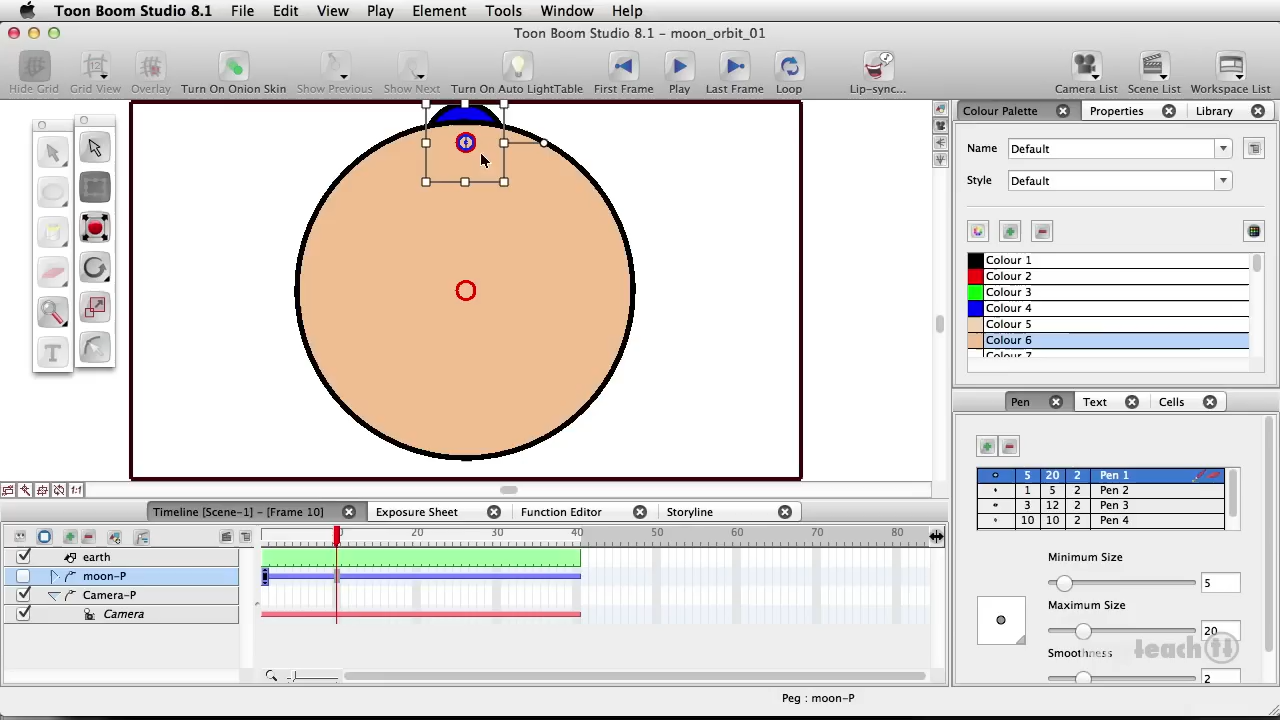 Toon Boom Studio 8.1 File Edit View Play Element Tools Window Help
Toon Boom Studio 8.1 - moon_orbit_01
Hide Grid Grid View Overlay Turn On Onion Skin Show Previous Show Next Turn On Auto LightTable First Frame Play Last Frame Loop Lip-sync... Camera List Scene List Workspace List
Colour Palette Properties Library
Name Default
Style Default
Colour 1
Colour 2
Colour 3
Colour 4
Colour 5
Colour 6
Colour 7
Pen Text Cells
5 20 2 Pen 1
1 5 2 Pen 2
3 12 2 Pen 3
10 10 2 Pen 4
Minimum Size
5
Maximum Size
20
Smoothness
2
teach
T
1:1
Timeline [Scene-1] - [Frame 10] Exposure Sheet Function Editor Storyline
20 30 40 50 60 70 80
earth
moon-P
Camera-P
Camera
Peg : moon-P